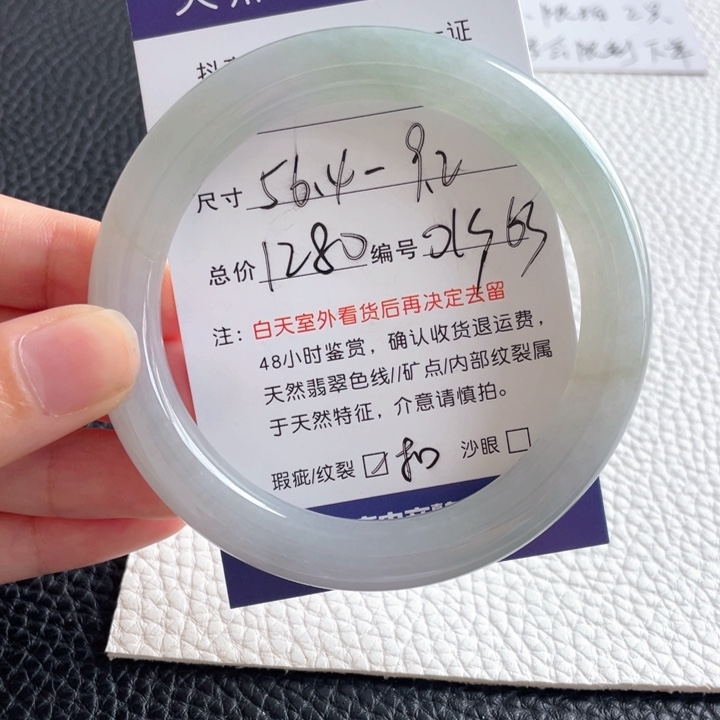 尺寸 56.4-9.2
总价 1280 编号
注：白天室外看货后再决定去留
48小时鉴赏，确认收货退运费，
天然翡翠色线//矿点/内部纹裂属
于天然特征，介意请慎拍。
瑕疵/纹裂 沙眼